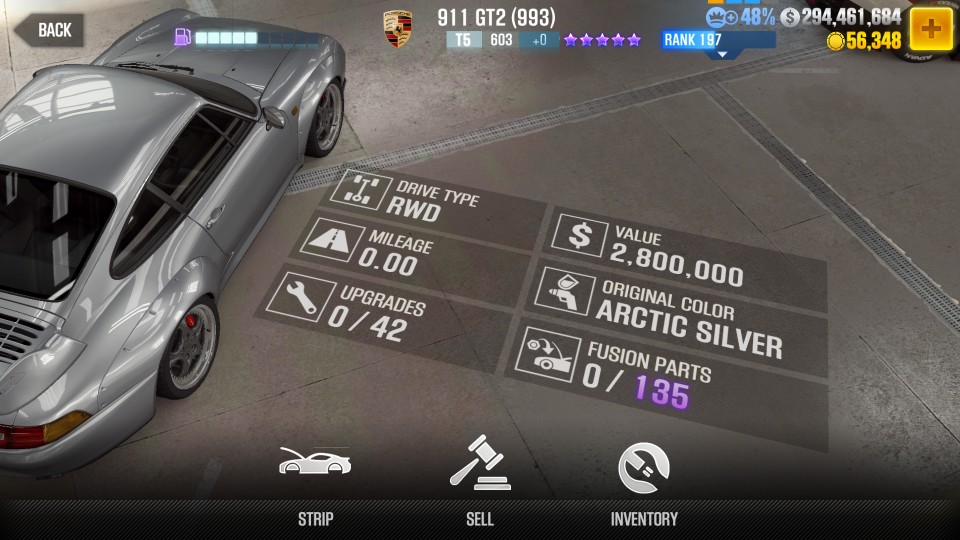 BACK
911 GT2 (993)
T5 603 +0
RANK 197
48%
294,461,684
56,348
DRIVE TYPE
RWD
MILEAGE
0.00
UPGRADES
0 / 42
VALUE
2,800,000
ORIGINAL COLOR
ARCTIC SILVER
FUSION PARTS
0 / 135
STRIP
SELL
INVENTORY